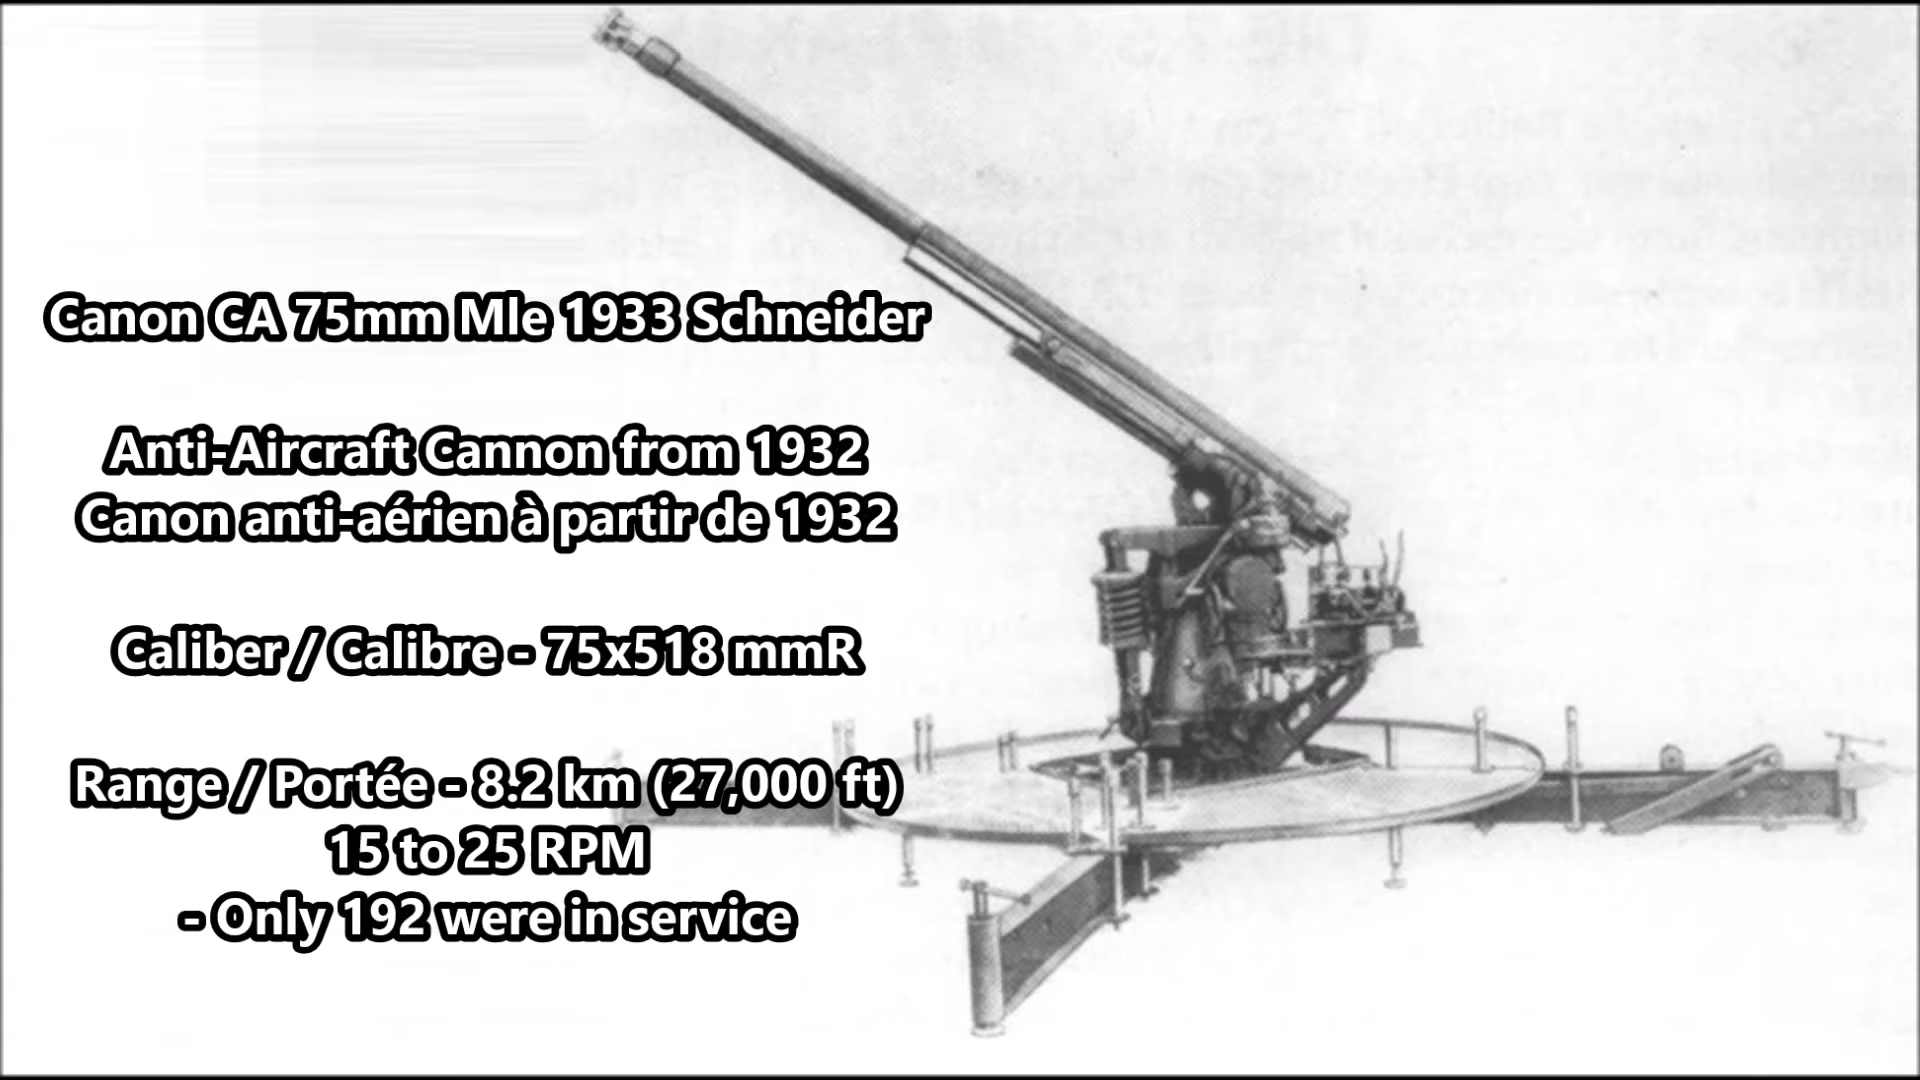 Canon CA 75mm Mle 1933 Schneider
Anti-Aircraft Cannon from 1932
Canon anti-aérien à partir de 1932
Caliber / Calibre - 75x518 mmR
Range / Portée - 8.2 km (27,000 ft)
15 to 25 RPM
- Only 192 were in service